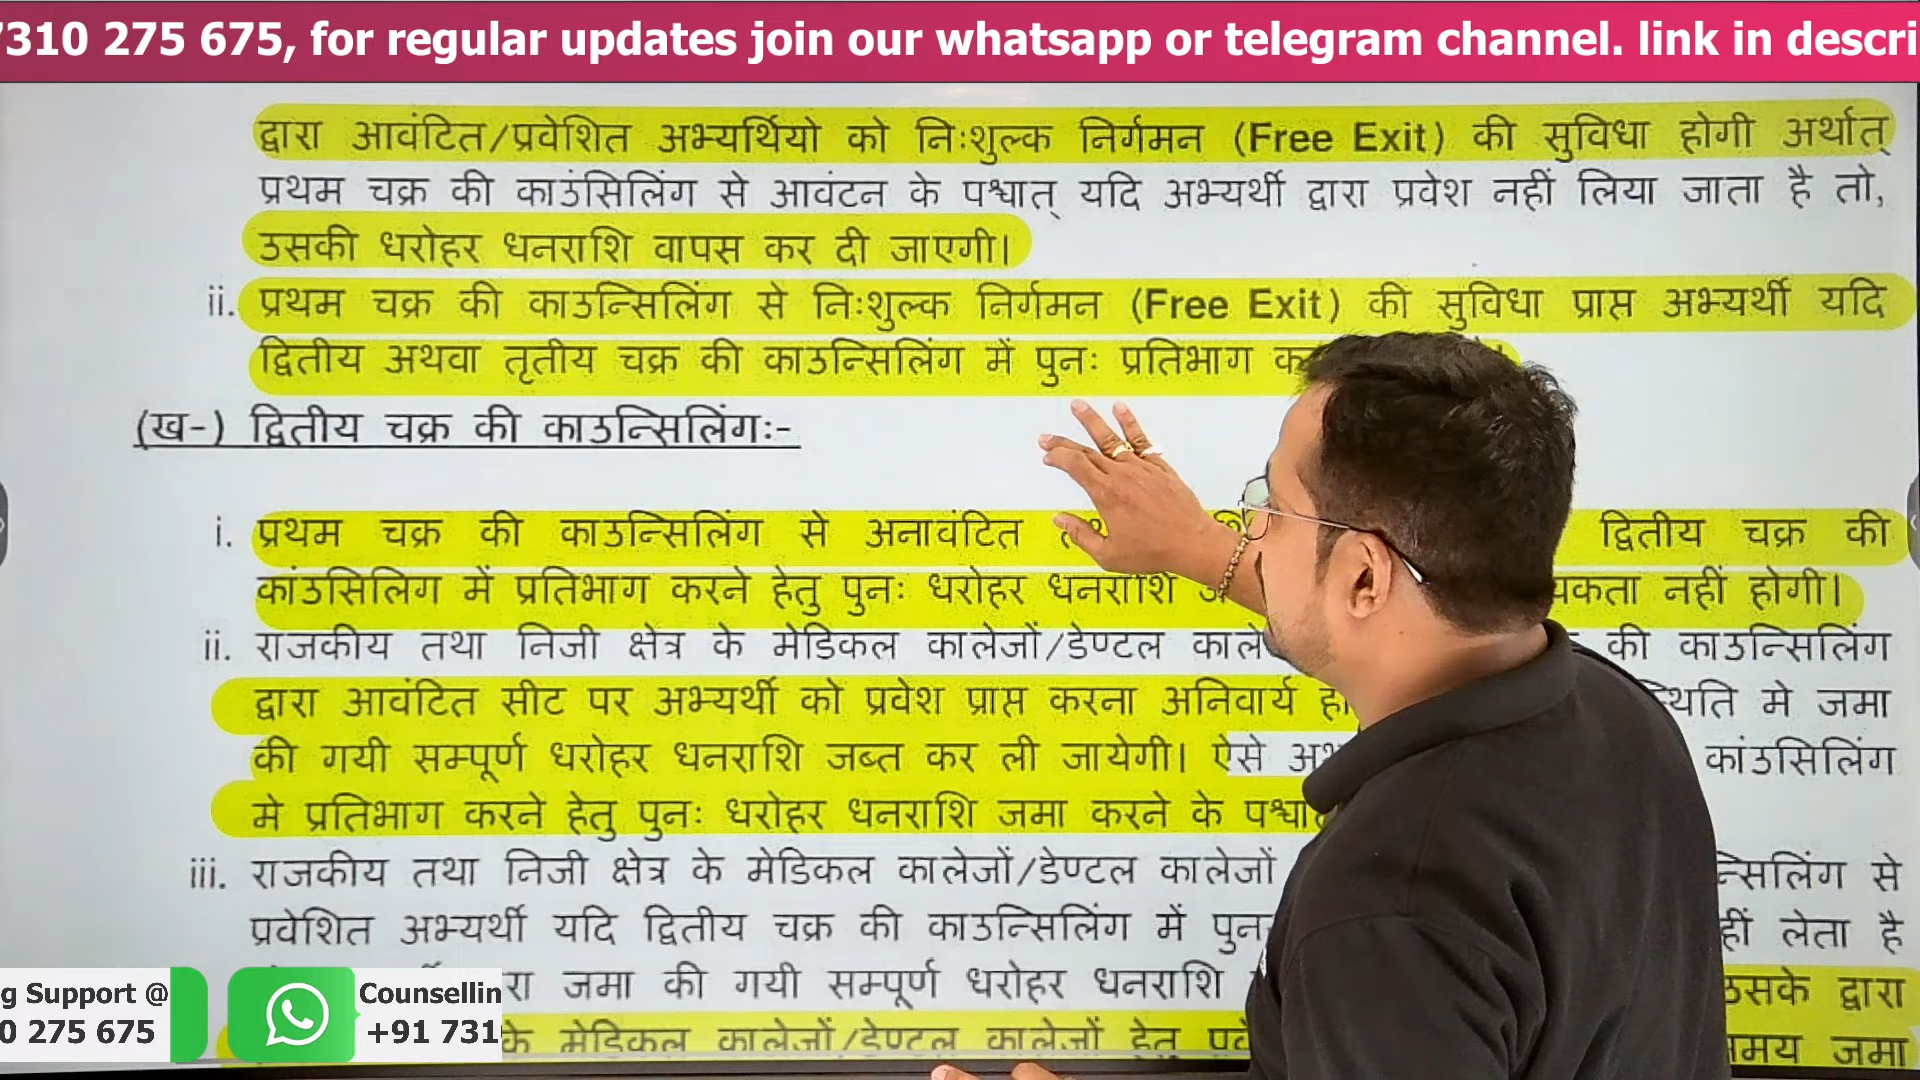 7310 275 675, for regular updates join our whatsapp or telegram channel. link in descri
द्वारा आवंटित/प्रवेशित अभ्यर्थियो को निःशुल्क निर्गमन (Free Exit) की सुविधा होगी अर्थात्
प्रथम चक्र की काउंसिलिंग से आवंटन के पश्चात् यदि अभ्यर्थी द्वारा प्रवेश नहीं लिया जाता है तो,
उसकी धरोहर धनराशि वापस कर दी जाएगी।
ii. प्रथम चक्र की काउन्सिलिंग से निःशुल्क निर्गमन (Free Exit) की सुविधा प्राप्त अभ्यर्थी यदि
द्वितीय अथवा तृतीय चक्र की काउन्सिलिंग में पुनः प्रतिभाग
(ख-) द्वितीय चक्र की काउन्सिलिंगः-
i. प्रथम चक्र की काउन्सिलिंग से अनावंटित द्वितीय चक्र की
कांउसिलिंग में प्रतिभाग करने हेतु पुनः धरोहर धनराशि नहीं होगी।
ii. राजकीय तथा निजी क्षेत्र के मेडिकल कालेजों/डेण्टल की काउन्सिलिंग
द्वारा आवंटित सीट पर अभ्यर्थी को प्रवेश प्राप्त करना अनिवार्य मे जमा
की गयी सम्पूर्ण धरोहर धनराशि जब्त कर ली जायेगी। ऐसे कांउसिलिंग
मे प्रतिभाग करने हेतु पुनः धरोहर धनराशि जमा करने के
iii. राजकीय तथा निजी क्षेत्र के मेडिकल कालेजों/डेण्टल कालेजों से
प्रवेशित अभ्यर्थी यदि द्वितीय चक्र की काउन्सिलिंग में लेता है
जमा की गयी सम्पूर्ण धरोहर धनराशि उसके द्वारा
के मेडिकल कालेजों/डेण्टल कालेजों हेतु जमा
g Support @
0 275 675
Counsellin
+91 731